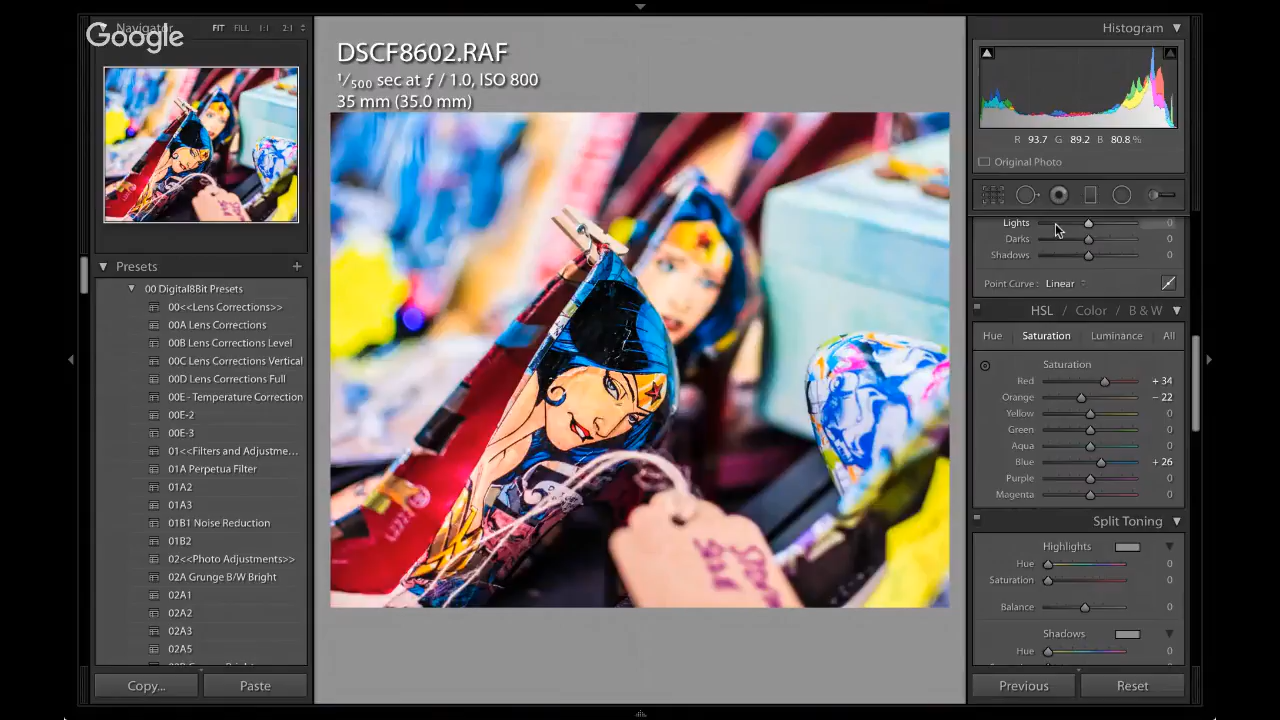 Navigator
FIT FILL 1:1 2:1
Google
DSCF8602.RAF
1/500 sec at ƒ / 1.0, ISO 800
35 mm (35.0 mm)
Presets +
00 Digital8Bit Presets
00<<Lens Corrections>>
00A Lens Corrections
00B Lens Corrections Level
00C Lens Corrections Vertical
00D Lens Corrections Full
00E - Temperature Correction
00E-2
00E-3
01<<Filters and Adjustme...
01A Perpetua Filter
01A2
01A3
01B1 Noise Reduction
01B2
02<<Photo Adjustments>>
02A Grunge B/W Bright
02A1
02A2
02A3
02A5
Copy... Paste
Histogram
R 93.7 G 89.2 B 80.8 %
Original Photo
Lights 0
Darks 0
Shadows 0
Point Curve : Linear
HSL / Color / B & W
Hue Saturation Luminance All
Saturation
Red + 34
Orange − 22
Yellow 0
Green 0
Aqua 0
Blue + 26
Purple 0
Magenta 0
Split Toning
Highlights
Hue 0
Saturation 0
Balance 0
Shadows
Hue 0
Previous Reset